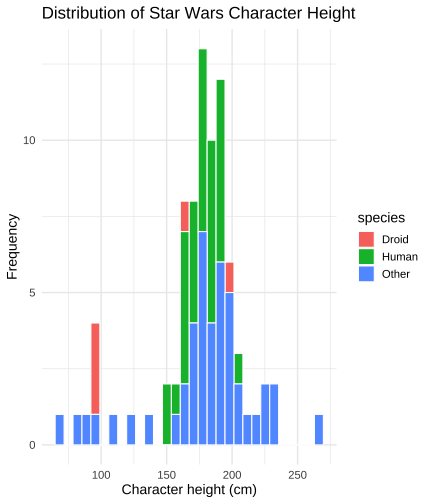 Distribution of Star Wars Character Height
10
5
0
Frequency
100 150 200 250
Character height (cm)
species
Droid
Human
Other